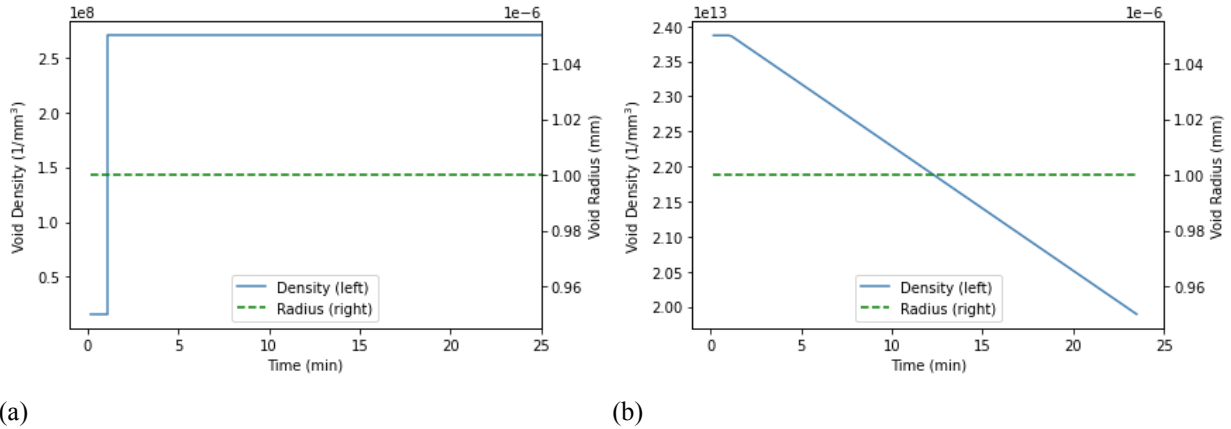 1e8
1e−6
2.5
2.0
1.5
1.0
0.5
Void Density (1/mm³)
1.04
1.02
1.00
0.98
0.96
Void Radius (mm)
Density (left)
Radius (right)
0
5
10
15
20
25
Time (min)
(a)
1e13
1e−6
2.40
2.35
2.30
2.25
2.20
2.15
2.10
2.05
2.00
Void Density (1/mm³)
1.04
1.02
1.00
0.98
0.96
Void Radius (mm)
Density (left)
Radius (right)
0
5
10
15
20
25
Time (min)
(b)